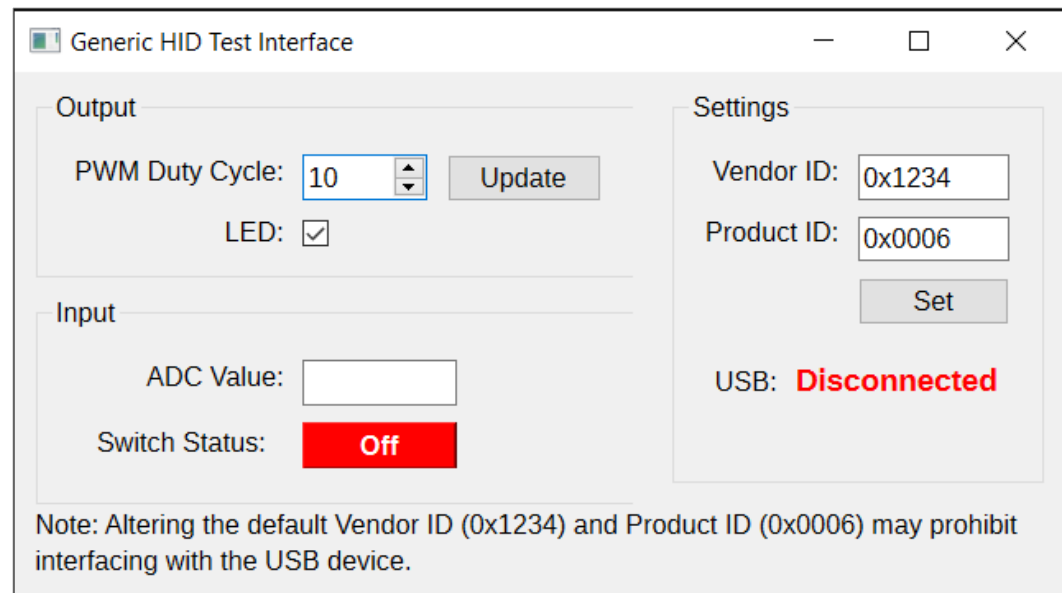 Generic HID Test Interface
Output
PWM Duty Cycle: 10 Update
LED:
Input
ADC Value:
Switch Status: Off
Settings
Vendor ID: 0x1234
Product ID: 0x0006
Set
USB: Disconnected
Note: Altering the default Vendor ID (0x1234) and Product ID (0x0006) may prohibit
interfacing with the USB device.